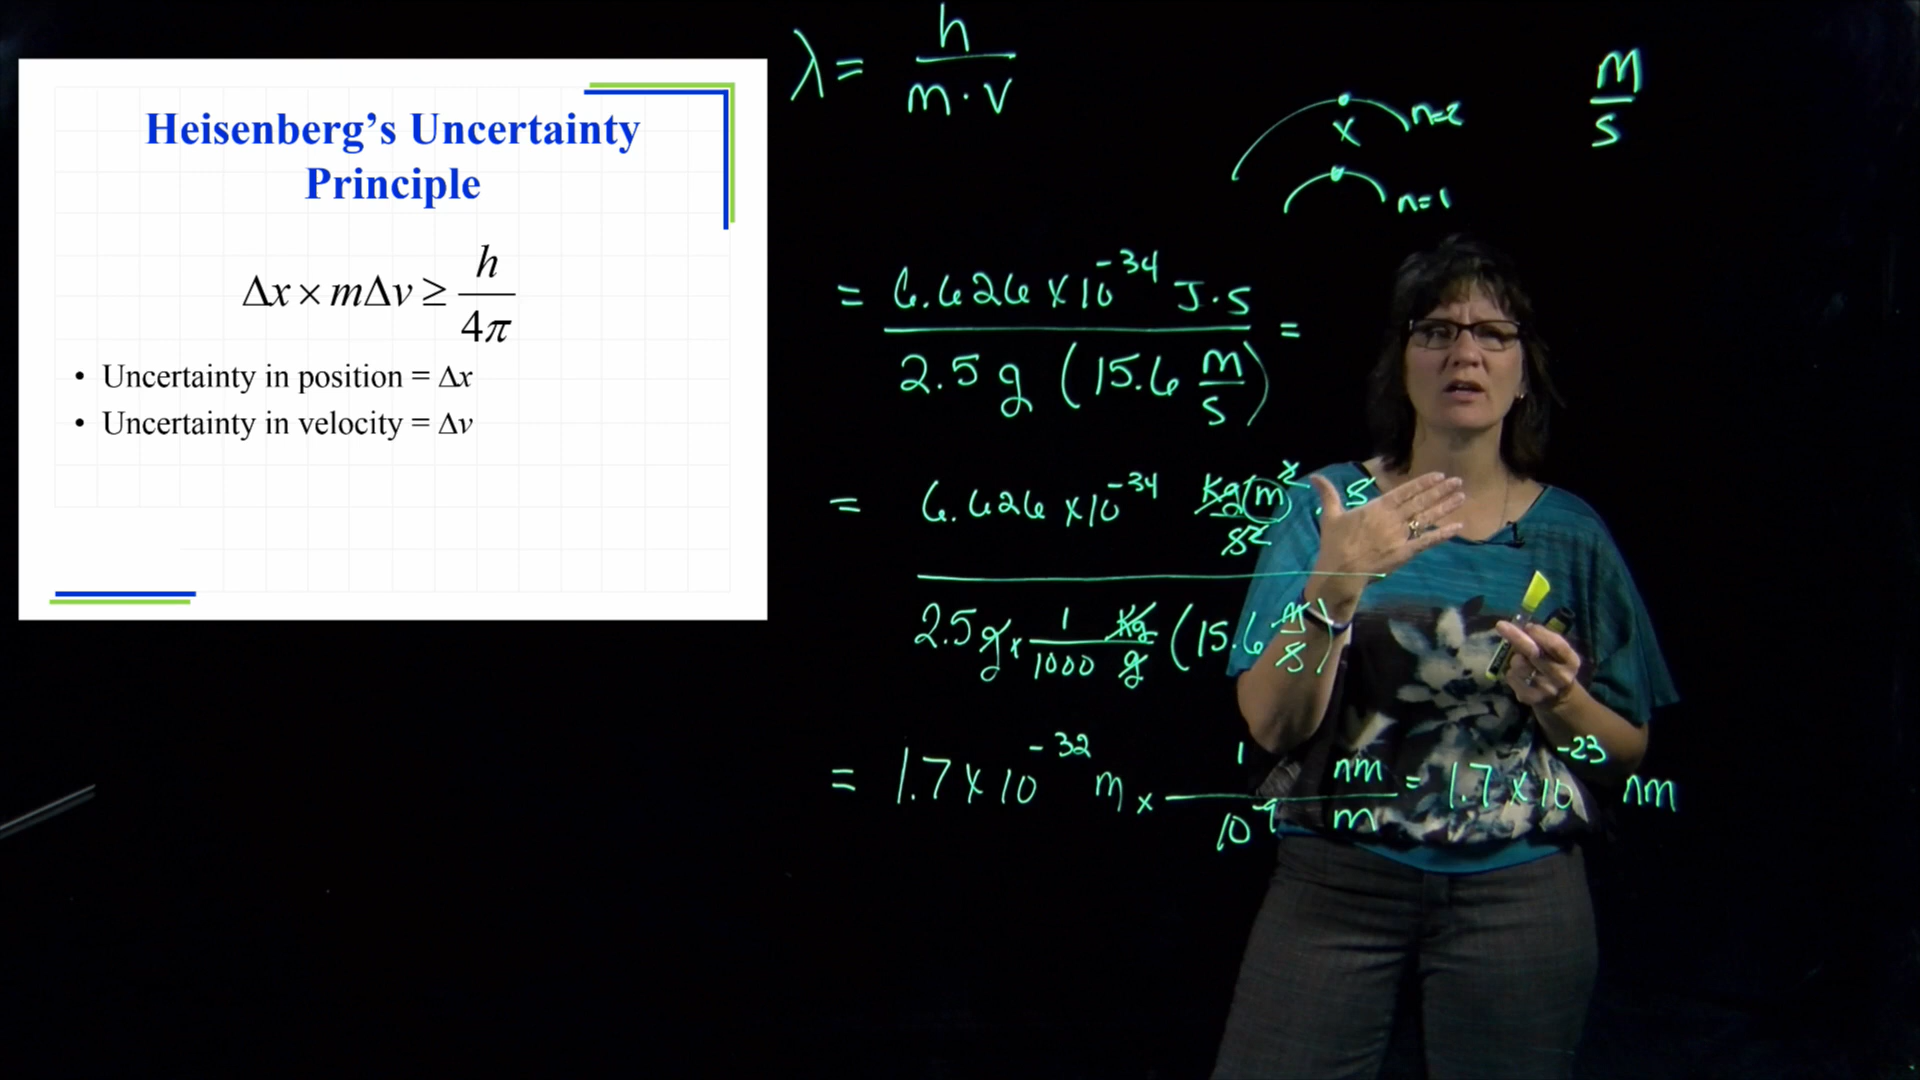 Heisenberg's Uncertainty
Principle
Δx × mΔv ≥ h / 4π
• Uncertainty in position = Δx
• Uncertainty in velocity = Δv
λ = h / m · v
n=2
x
n=1
m / s
= 6.626 x 10^-34 J·s / 2.5 g (15.6 m/s) =
= 6.626 x 10^-34 kg m^2 / s^2 · s
2.5 g x 1 kg / 1000 g (15.6 m/s)
= 1.7 x 10^-32 m x 1 nm / 10^-9 m = 1.7 x 10^-23 nm